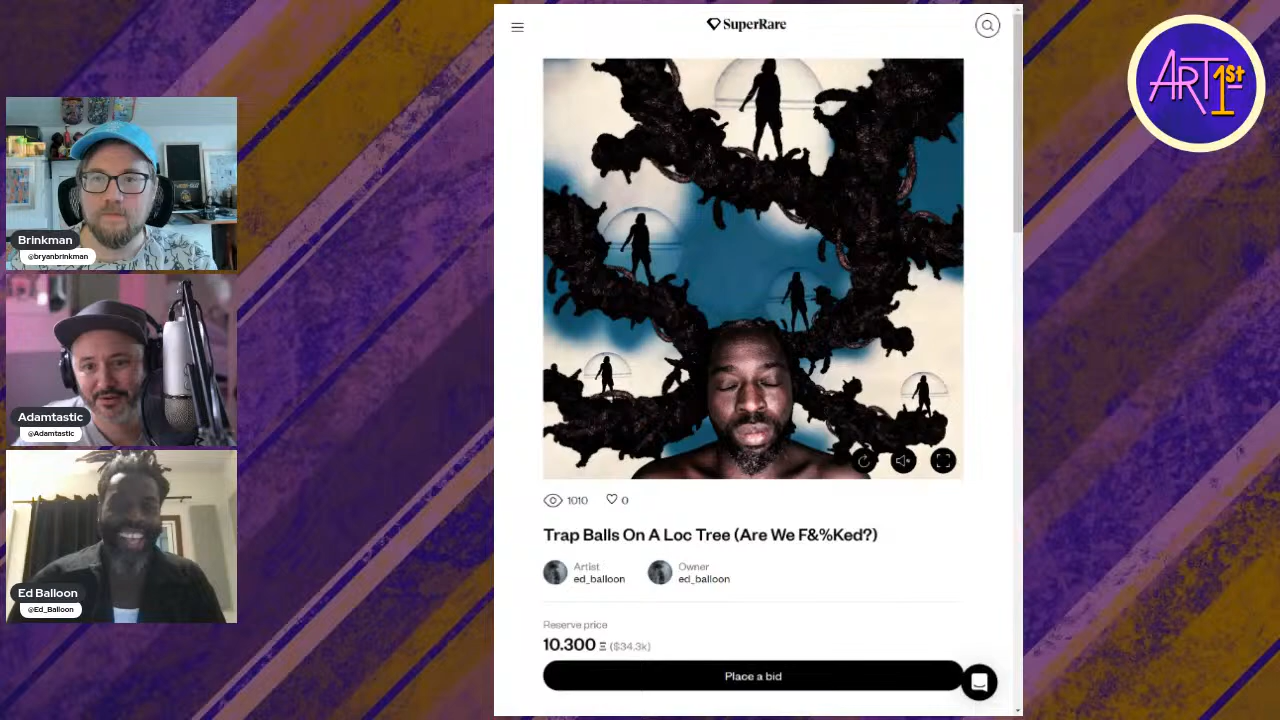 SuperRare
ART 1st
Brinkman
@bryanbrinkman
Adamtastic
@Adamtastic
Ed Balloon
@Ed_Balloon
1010
0
Trap Balls On A Loc Tree (Are We F&%Ked?)
Artist
ed_balloon
Owner
ed_balloon
Reserve price
10.300 Ξ ($34.3k)
Place a bid